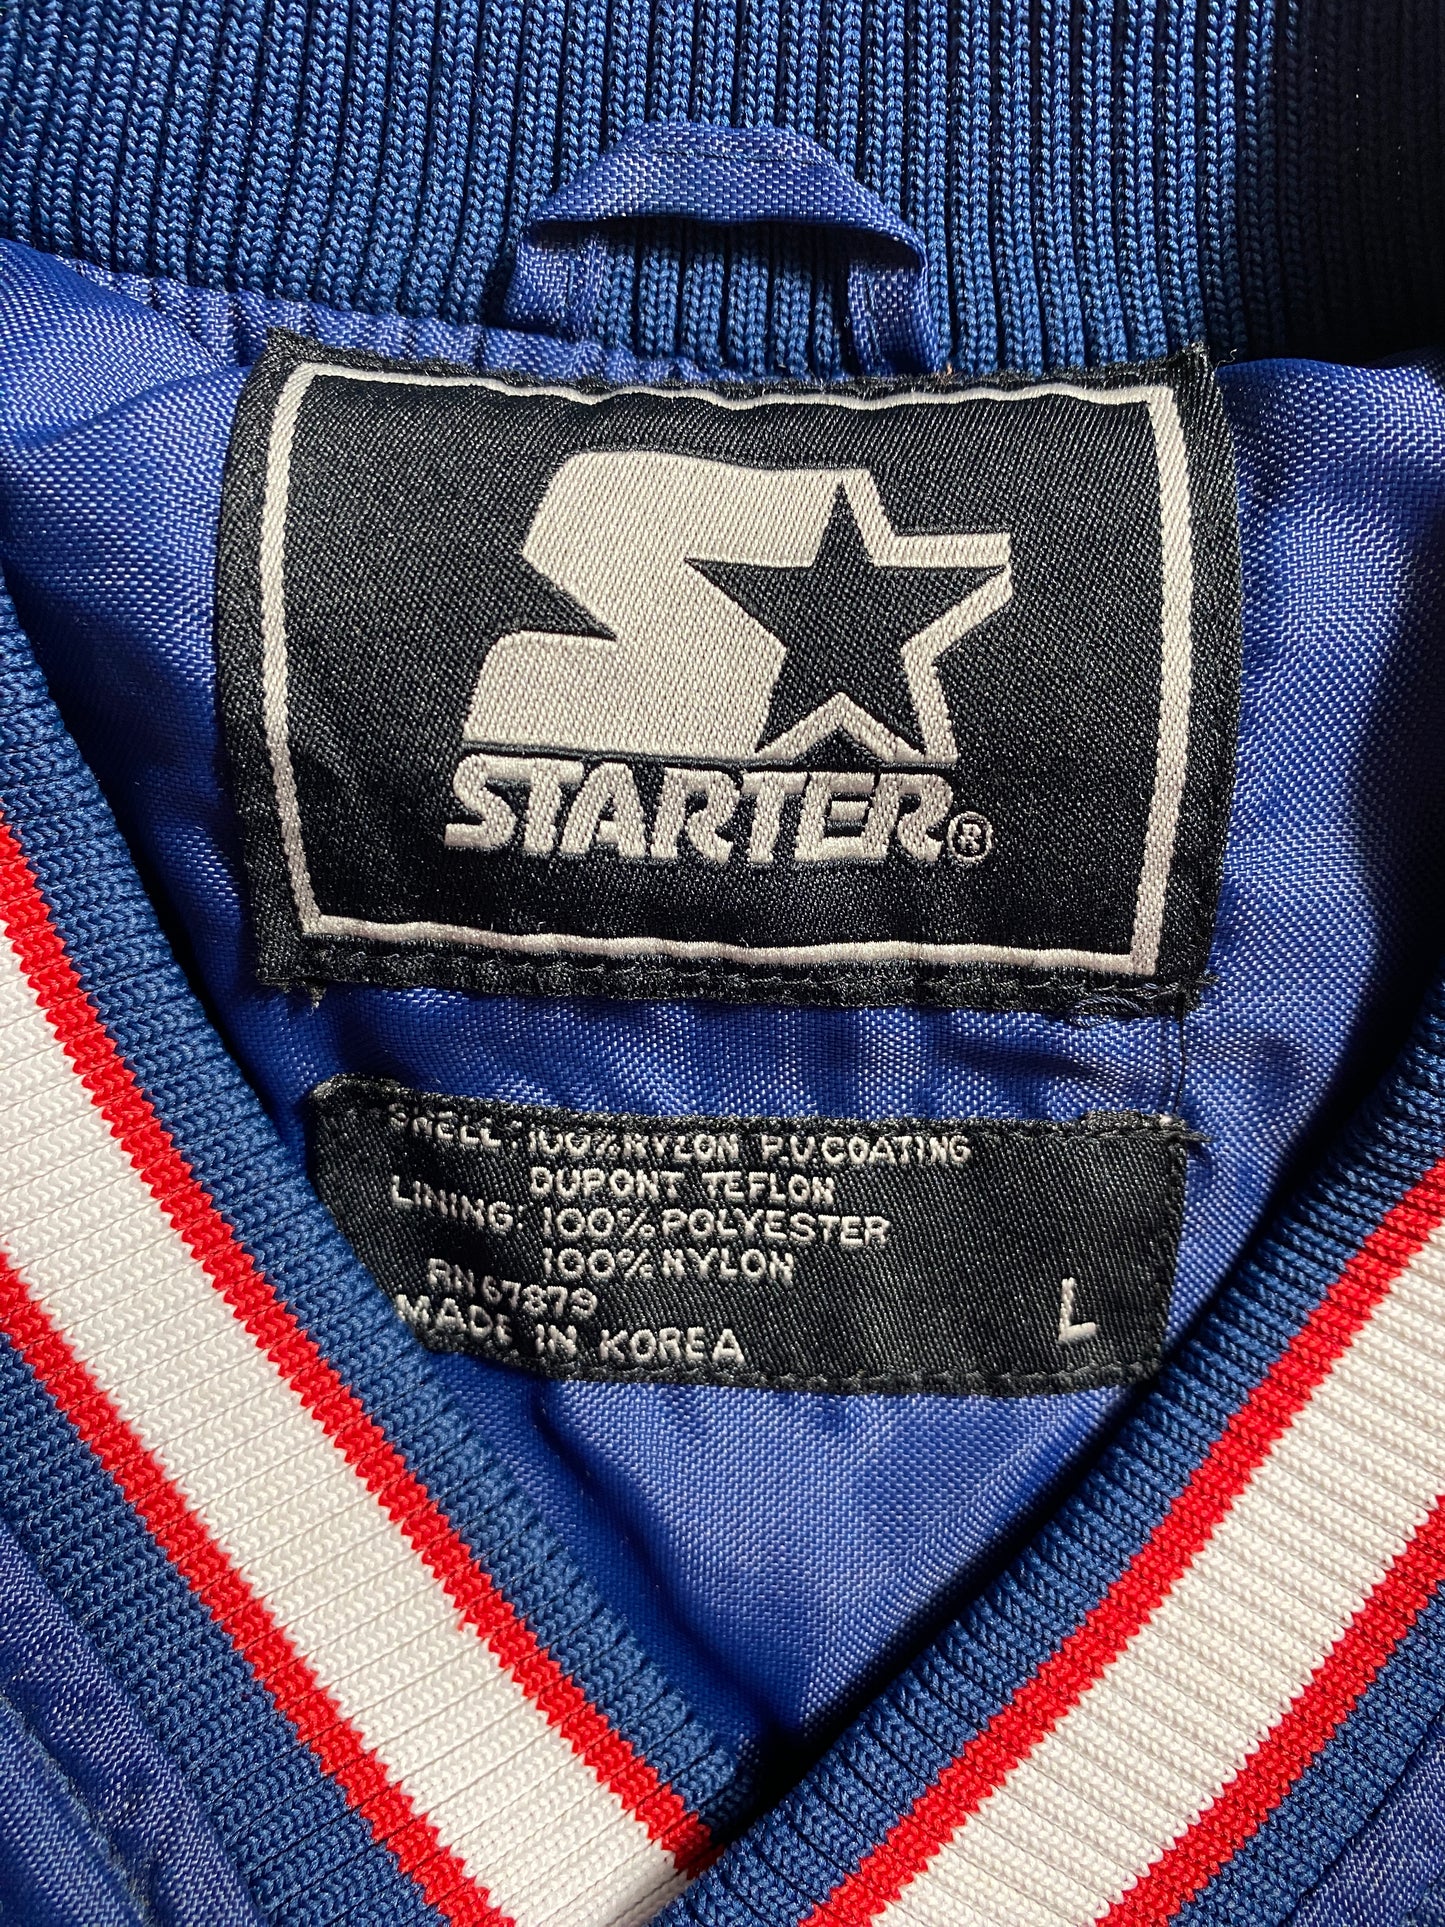 STARTER®
SHELL: 100% NYLON P.U.COATING
DUPONT TEFLON
LINING: 100% POLYESTER
100% NYLON
RN67879
MADE IN KOREA
L